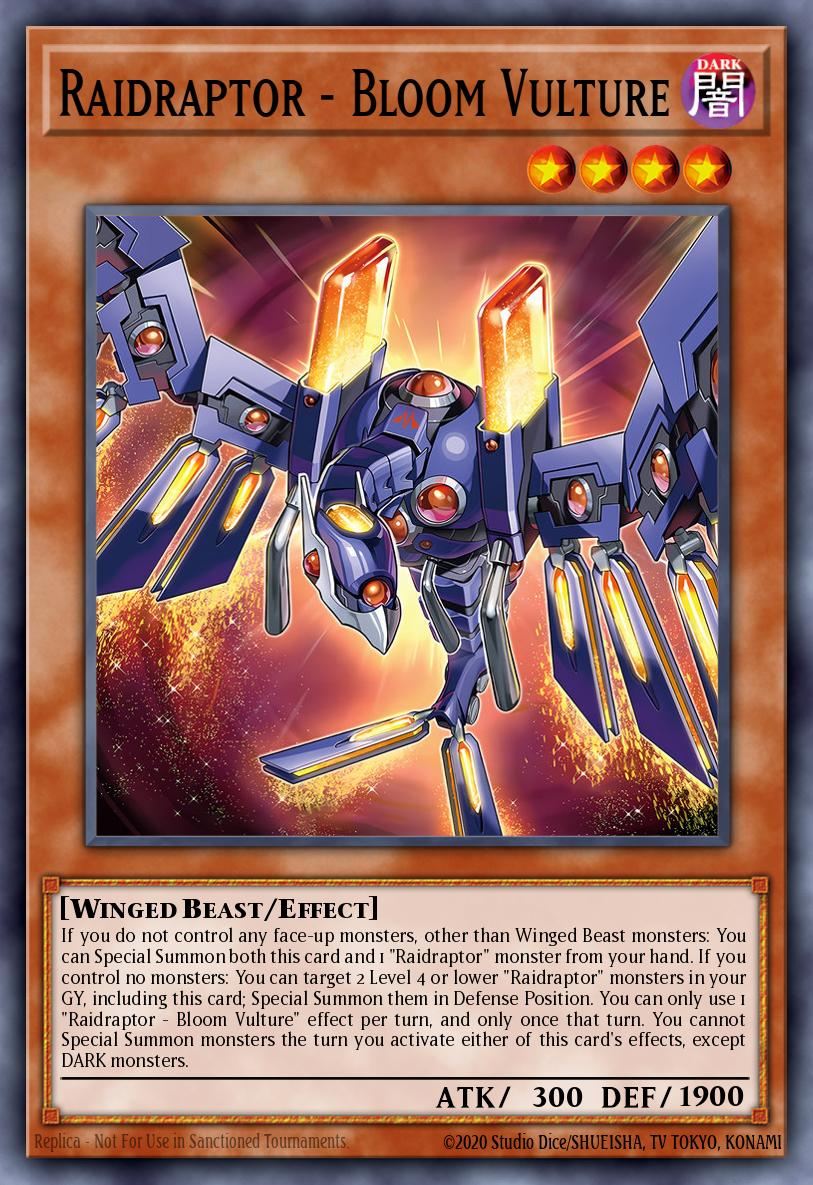 Raidraptor - Bloom Vulture
DARK
闇
[Winged Beast/Effect]
If you do not control any face-up monsters, other than Winged Beast monsters: You
can Special Summon both this card and 1 "Raidraptor" monster from your hand. If you
control no monsters: You can target 2 Level 4 or lower "Raidraptor" monsters in your
GY, including this card; Special Summon them in Defense Position. You can only use 1
"Raidraptor - Bloom Vulture" effect per turn, and only once that turn. You cannot
Special Summon monsters the turn you activate either of this card's effects, except
DARK monsters.
ATK/ 300 DEF/1900
Replica - Not For Use in Sanctioned Tournaments.
©2020 Studio Dice/SHUEISHA, TV TOKYO, KONAMI